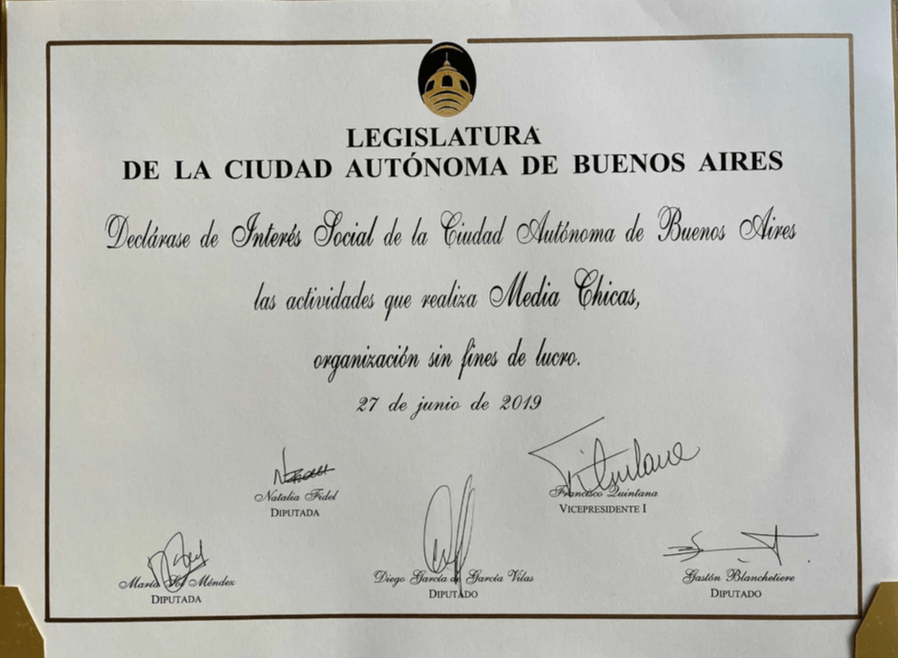 LEGISLATURA
DE LA CIUDAD AUTÓNOMA DE BUENOS AIRES
Declárase de Interés Social de la Ciudad Autónoma de Buenos Aires
las actividades que realiza Media Chicas,
organización sin fines de lucro.
27 de junio de 2019
Natalia Fidel
DIPUTADA
Francisco Quintana
VICEPRESIDENTE I
María Méndez
DIPUTADA
Diego García de García Vilas
DIPUTADO
Gastón Blanchetiere
DIPUTADO